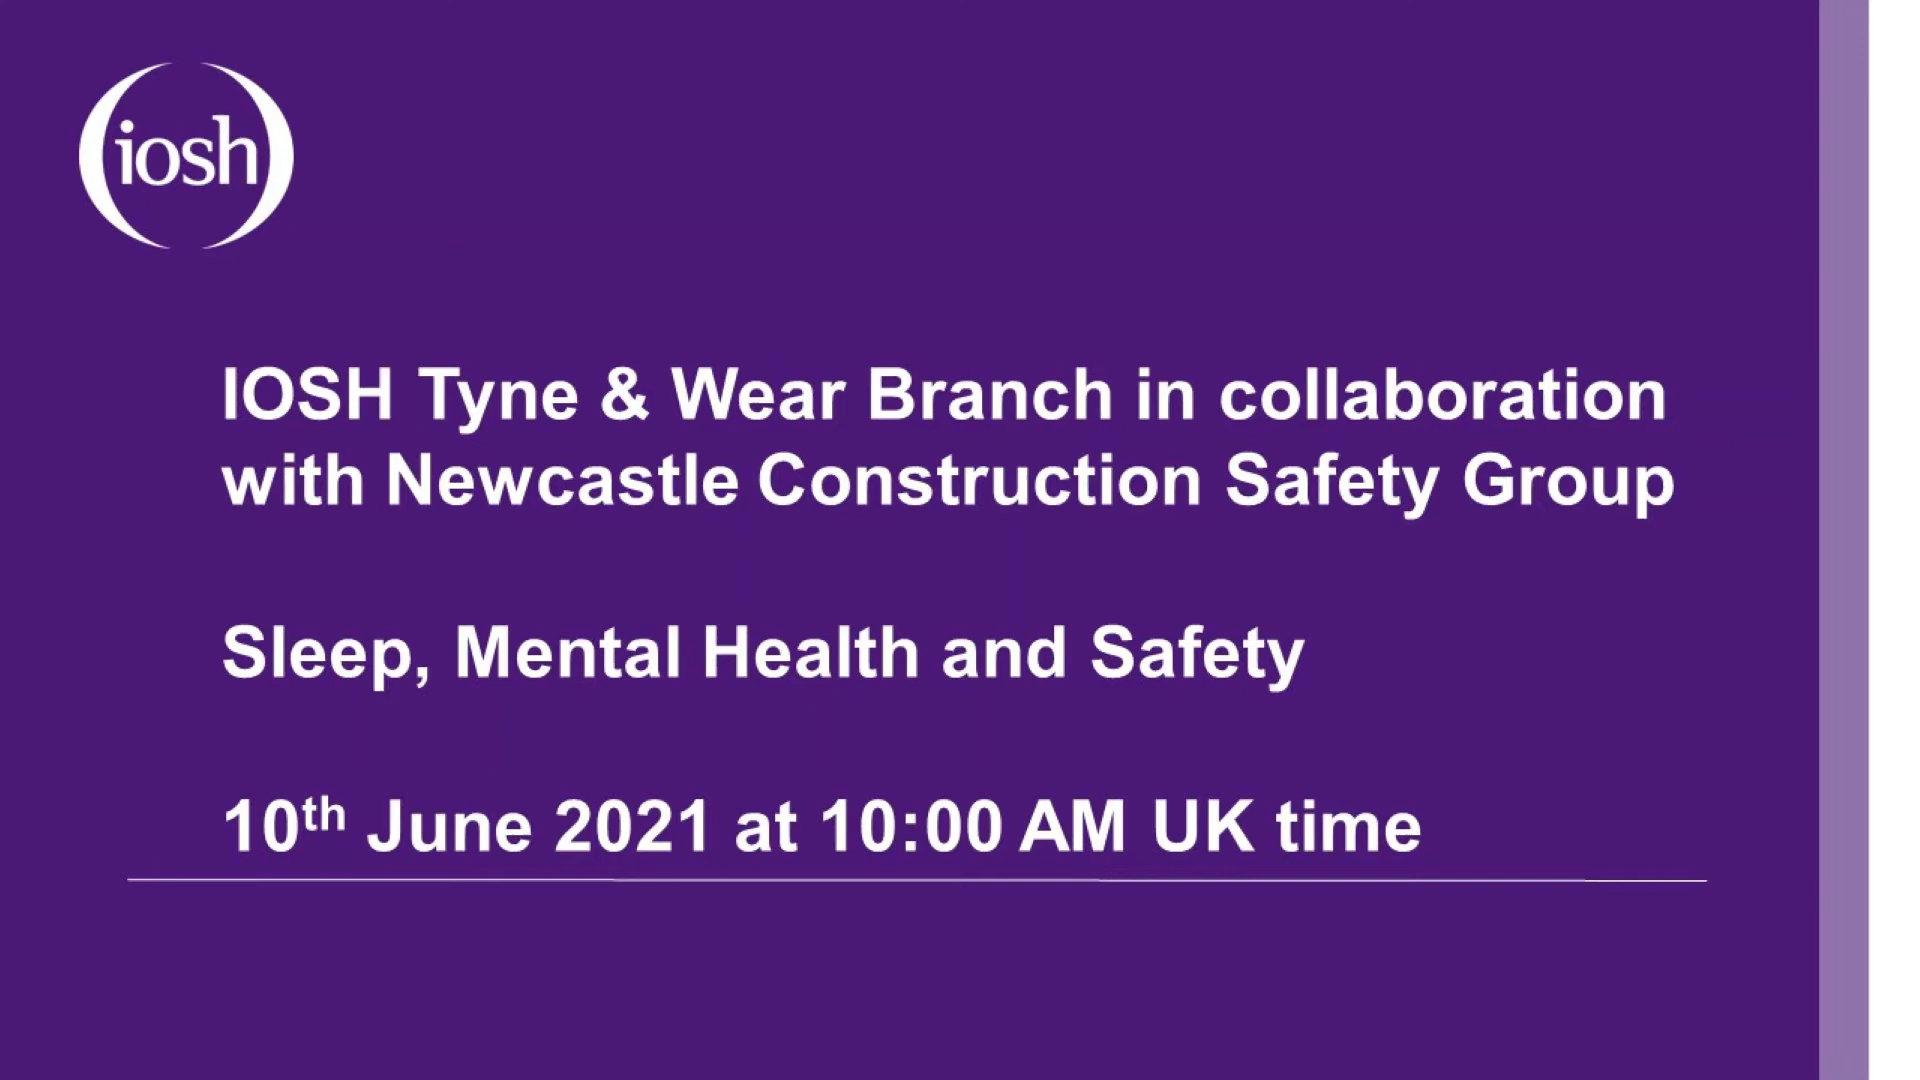 iosh
IOSH Tyne & Wear Branch in collaboration
with Newcastle Construction Safety Group
Sleep, Mental Health and Safety
10th June 2021 at 10:00 AM UK time